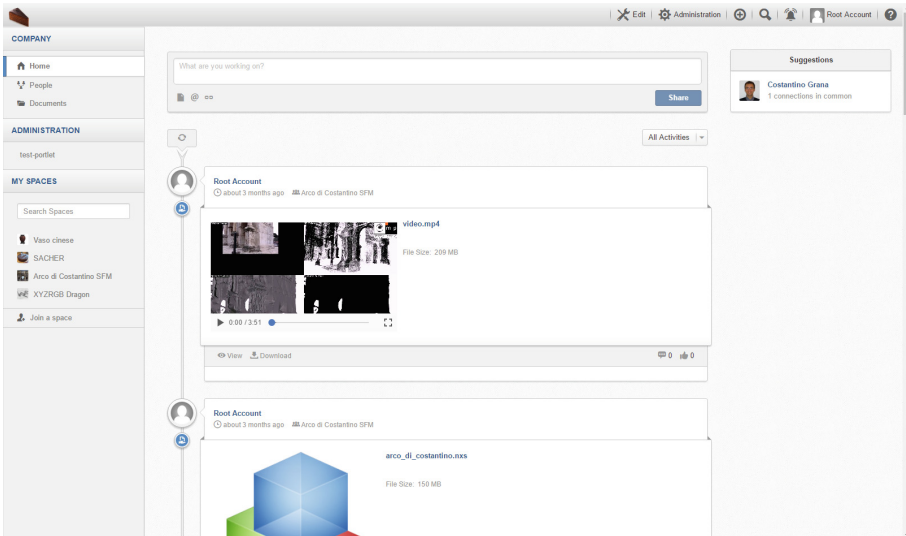 Edit
Administration
Root Account
COMPANY
Home
People
Documents
ADMINISTRATION
test-portlet
MY SPACES
Search Spaces
Vaso cinese
SACHER
Arco di Costantino SFM
XYZRGB Dragon
Join a space
What are you working on?
Share
All Activities
Root Account
about 3 months ago Arco di Costantino SFM
video.mp4
File Size: 209 MB
0:00 / 3:51
View Download 0 0
Root Account
about 3 months ago Arco di Costantino SFM
arco_di_costantino.nxs
File Size: 150 MB
Suggestions
Costantino Grana
1 connections in common